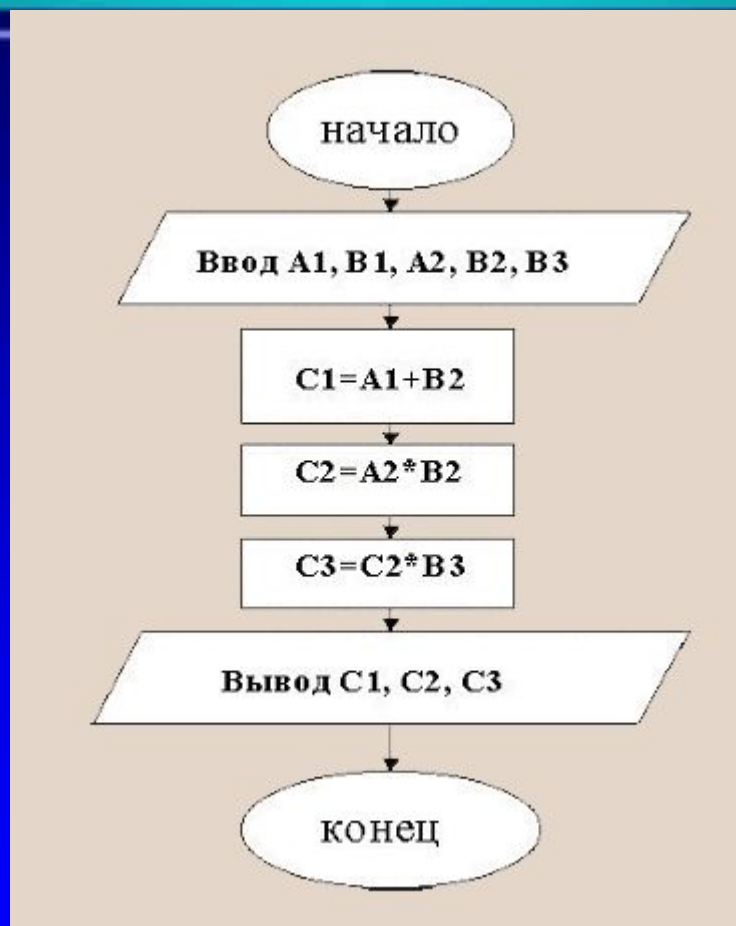 начало
Ввод A1, B1, A2, B2, B3
C1=A1+B2
C2=A2*B2
C3=C2*B3
Вывод C1, C2, C3
конец